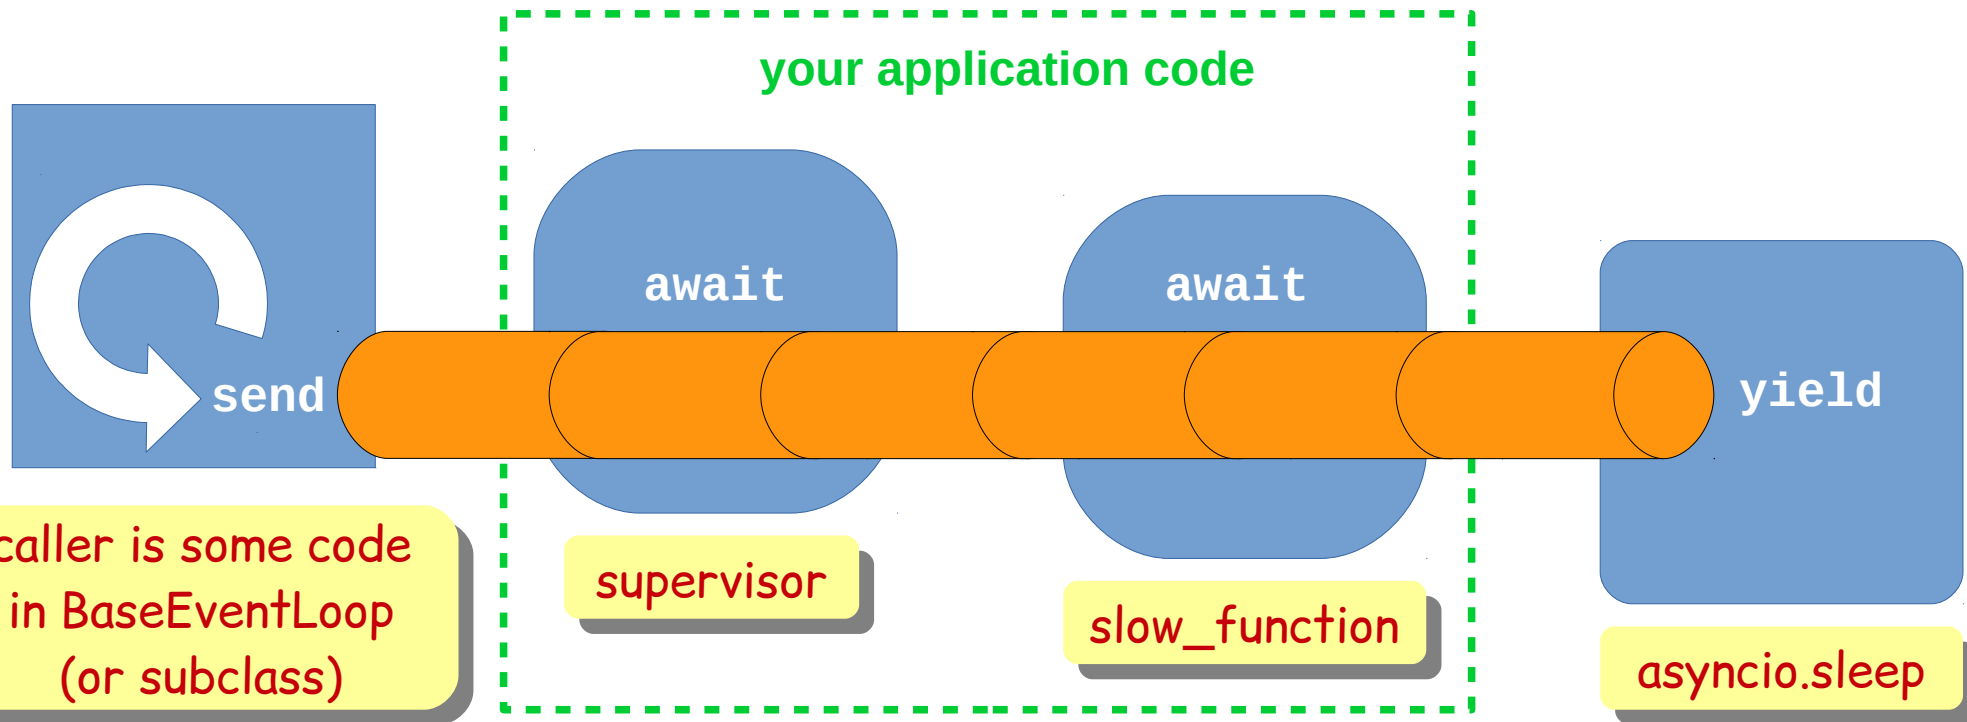 your application code
await
await
send
yield
caller is some code
in BaseEventLoop
(or subclass)
supervisor
slow_function
asyncio.sleep